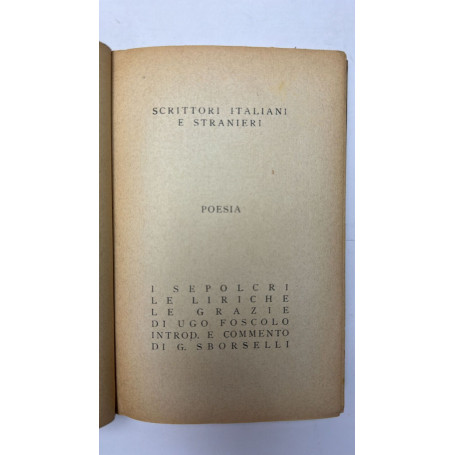 SCRITTORI ITALIANI
E STRANIERI
POESIA
I SEPOLCRI
LE LIRICHE
LE GRAZIE
DI UGO FOSCOLO
INTROD. E COMMENTO
DI G. SBORSELLI